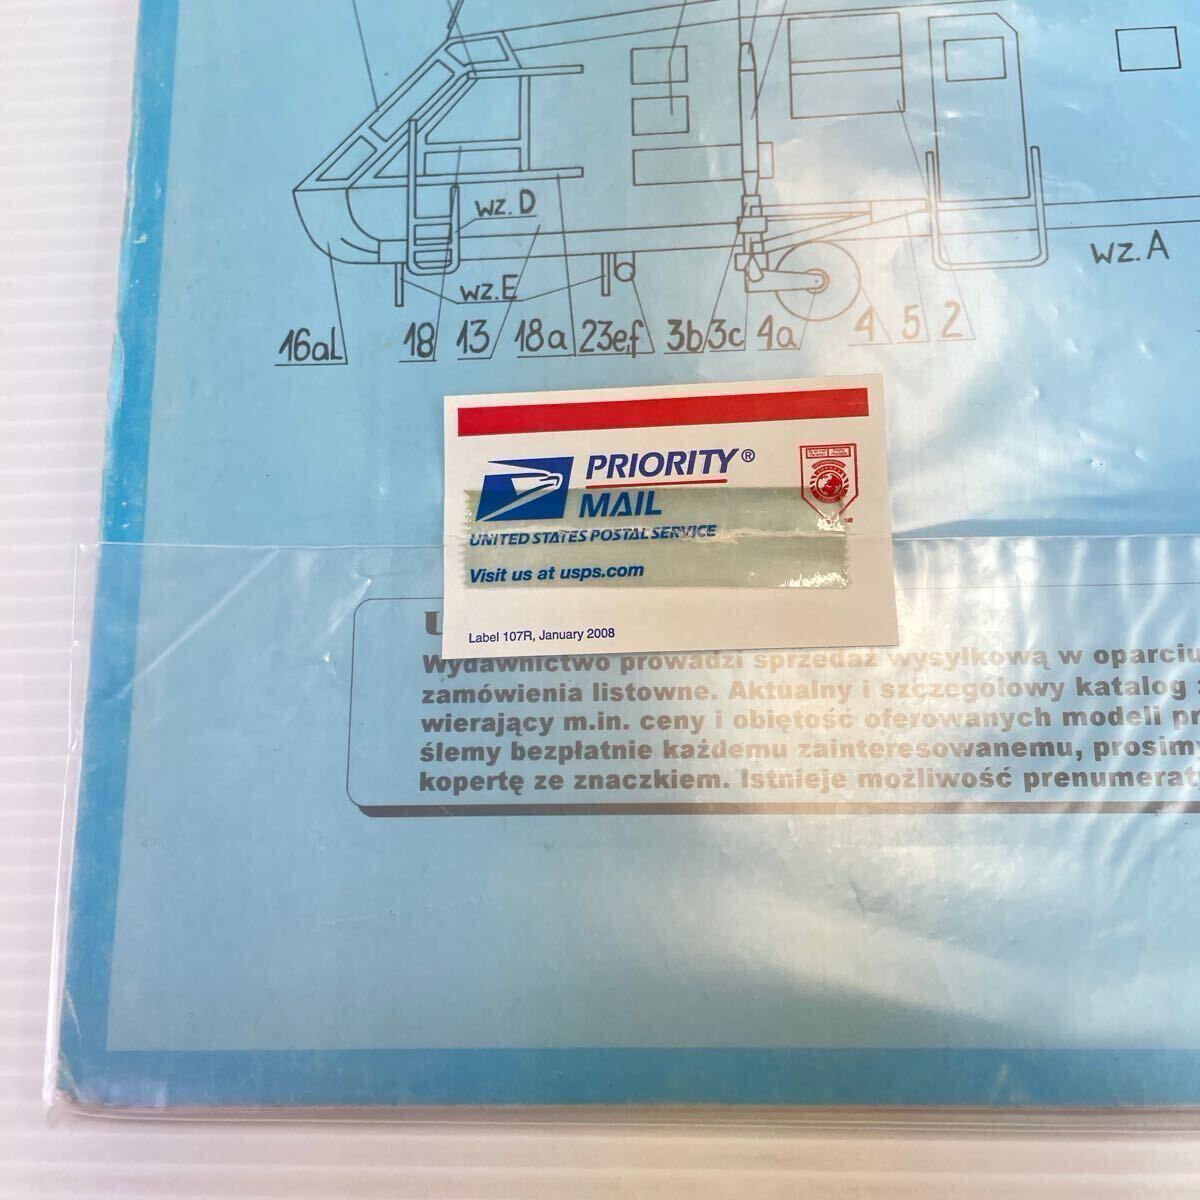 wz.D
wz.A
wz.E
16aL 18 13 18a 23e,f 3b 3c 4a 4 5 2
PRIORITY®
MAIL
UNITED STATES POSTAL SERVICE
Visit us at usps.com
Label 107R, January 2008
Wydawnictwo prowadzi sprzedaż wysyłkową w oparciu
zamówienia listowne. Aktualny i szczegółowy katalog z
wierający m.in. ceny i objętość oferowanych modeli pr
ślemy bezpłatnie każdemu zainteresowanemu, prosimy
kopertę ze znaczkiem. Istnieje możliwość prenumerat